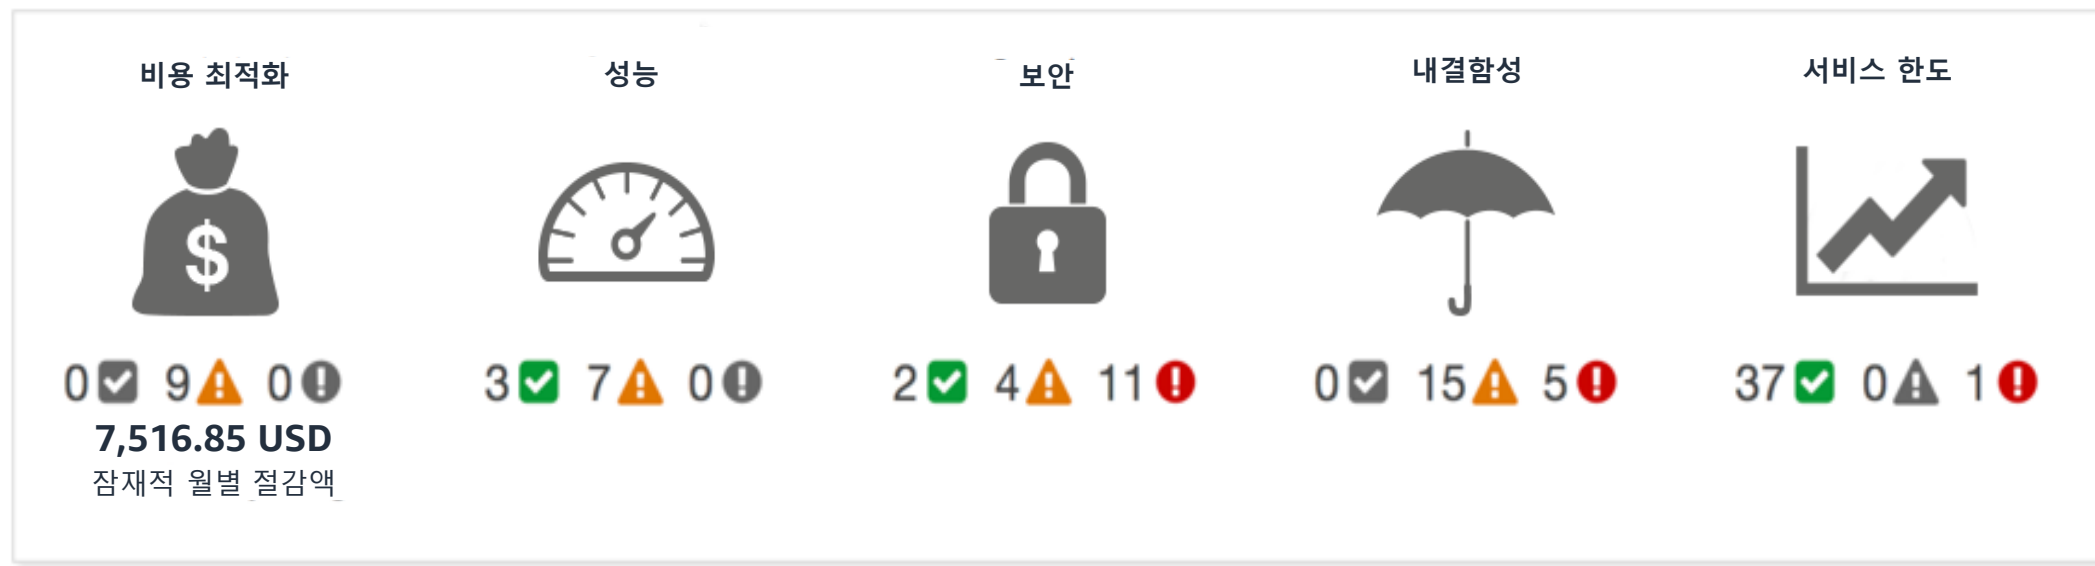 비용 최적화
성능
보안
내결함성
서비스 한도
$
0 9 0
3 7 0
2 4 11
0 15 5
37 0 1
7,516.85 USD
잠재적 월별 절감액